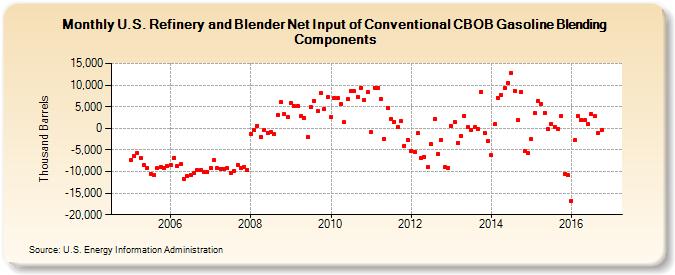 Monthly U.S. Refinery and Blender Net Input of Conventional CBOB Gasoline Blending
Components
Thousand Barrels
15,000
10,000
5,000
0
-5,000
-10,000
-15,000
-20,000
2006 2008 2010 2012 2014 2016
Source: U.S. Energy Information Administration